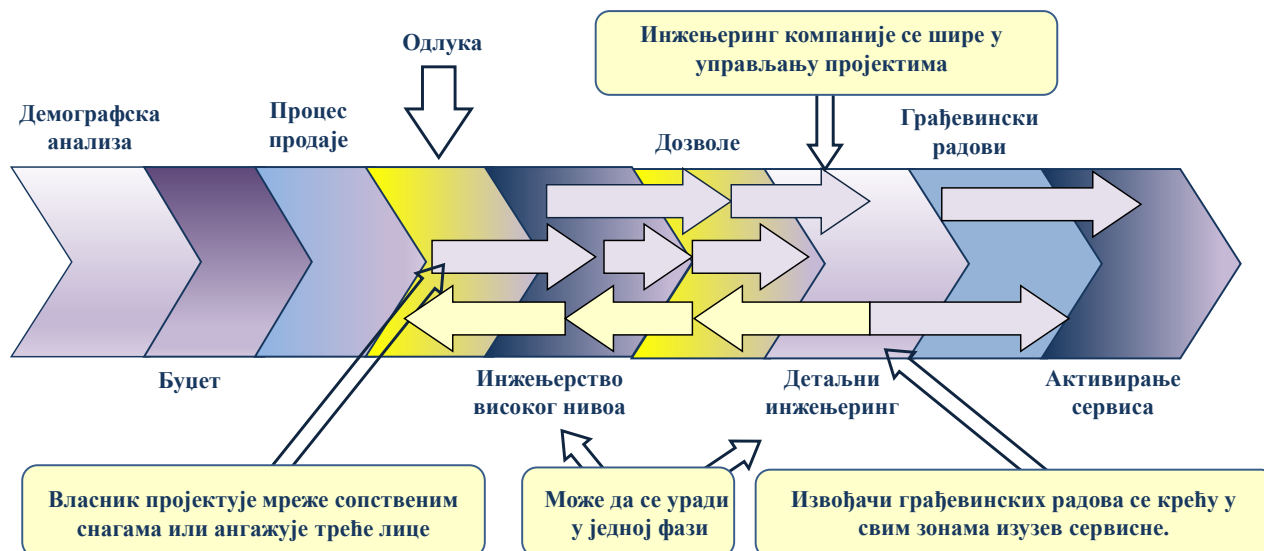 Одлука
Инжењеринг компаније се шире у
управљању пројектима
Демографска
анализа
Процес
продаје
Дозволе
Грађевински
радови
Буџет
Инжењерство
високог нивоа
Детаљни
инжењеринг
Активирање
сервиса
Власник пројектује мреже сопственим
снагама или ангажује треће лице
Може да се уради
у једној фази
Извођачи грађевинских радова се крећу у
свим зонама изузев сервисне.